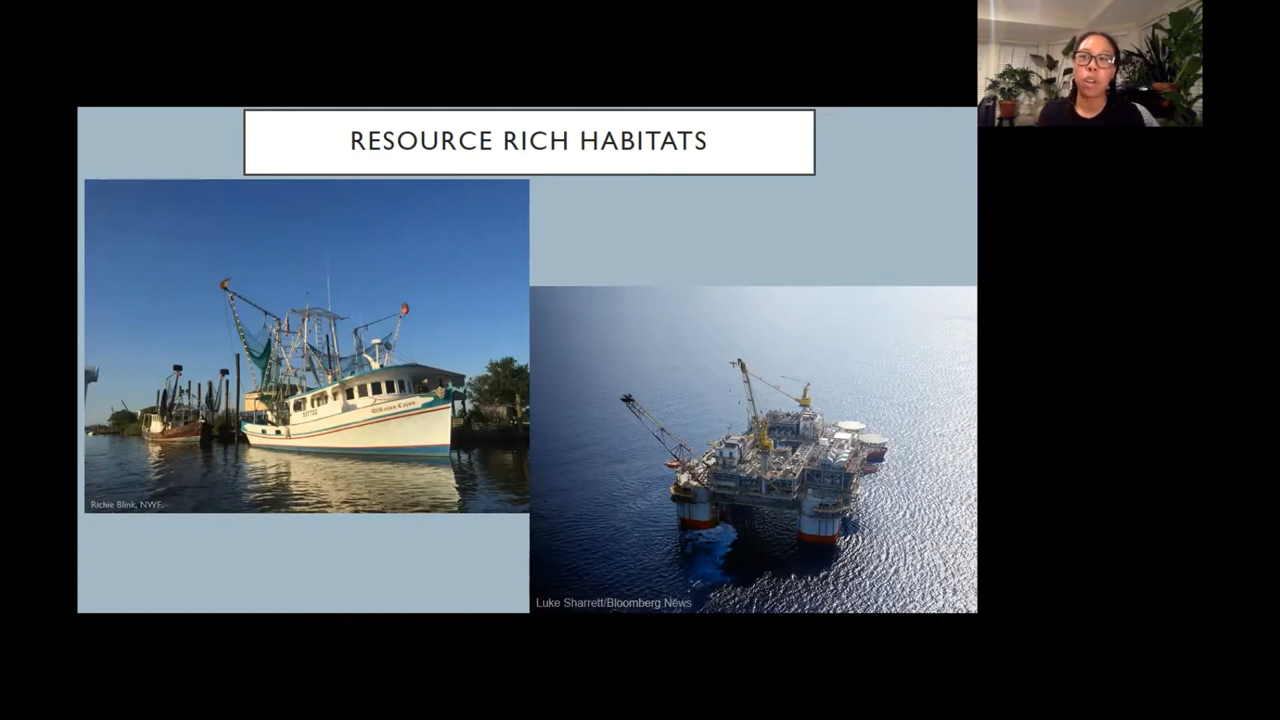 RESOURCE RICH HABITATS
Richie Blink, NWF.
Luke Sharrett/Bloomberg News